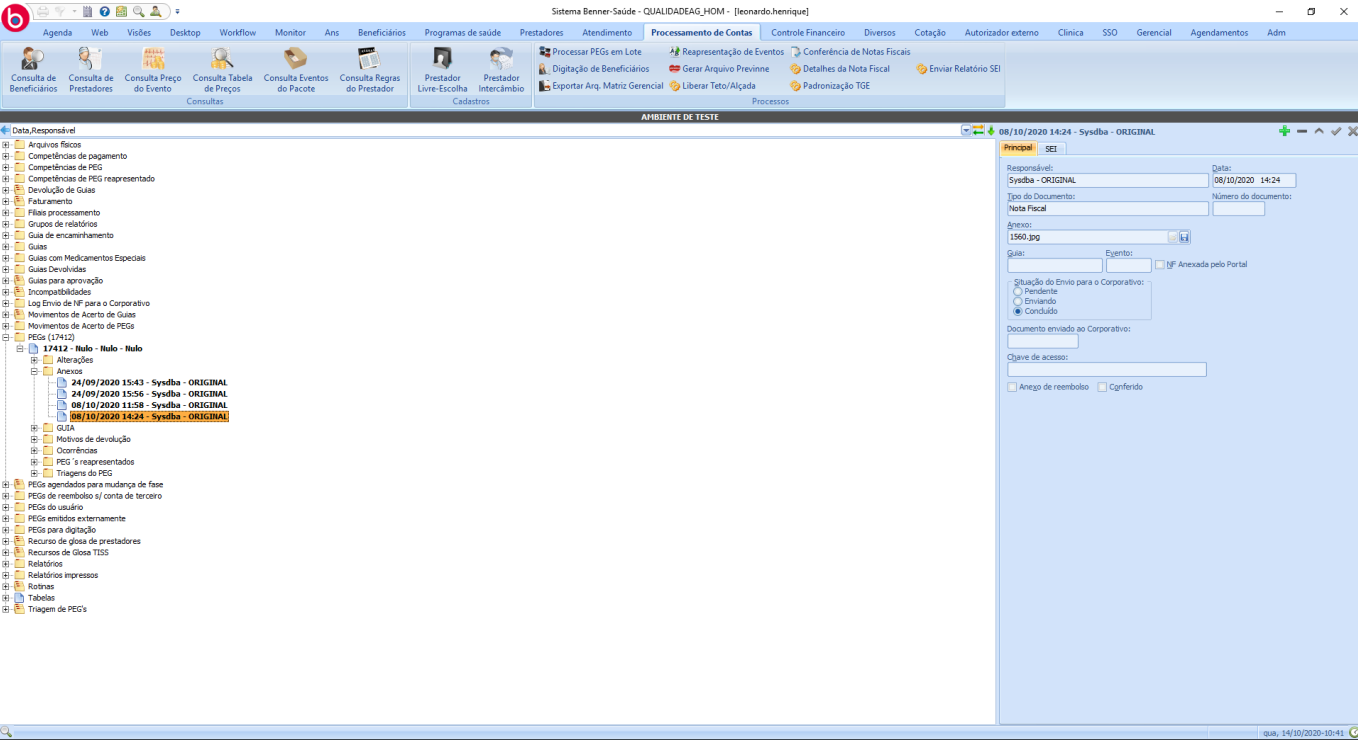 Sistema Benner-Saúde - QUALIDADEAG_HOM - [leonardo.henrique]
Agenda Web Visões Desktop Workflow Monitor Ans Beneficiários Programas de saúde Prestadores Atendimento Processamento de Contas Controle Financeiro Diversos Cotação Autorizador externo Clínica SSO Gerencial Agendamentos Adm
Consulta de Beneficiários
Consulta de Prestadores
Consulta Preço do Evento
Consulta Tabela de Preços
Consulta Eventos do Pacote
Consulta Regras do Prestador
Consultas
Prestador Livre-Escolha
Prestador Intercâmbio
Cadastros
Processar PEGs em Lote Reapresentação de Eventos Conferência de Notas Fiscais
Digitação de Beneficiários Gerar Arquivo Previnne Detalhes da Nota Fiscal Enviar Relatório SEI
Exportar Arq. Matriz Gerencial Liberar Teto/Alçada Padronização TGE
Processos
AMBIENTE DE TESTE
Data,Responsável
Arquivos físicos
Competências de pagamento
Competências de PEG
Competências de PEG reapresentado
Devolução de Guias
Faturamento
Filiais processamento
Grupos de relatórios
Guia de encaminhamento
Guias
Guias com Medicamentos Especiais
Guias Devolvidas
Guias para aprovação
Incompatibilidades
Log Envio de NF para o Corporativo
Movimentos de Acerto de Guias
Movimentos de Acerto de PEGs
PEGs (17412)
17412 - Nulo - Nulo - Nulo
Alterações
Anexos
24/09/2020 15:43 - Sysdba - ORIGINAL
24/09/2020 15:56 - Sysdba - ORIGINAL
08/10/2020 11:58 - Sysdba - ORIGINAL
08/10/2020 14:24 - Sysdba - ORIGINAL
GUIA
Motivos de devolução
Ocorrências
PEG´s reapresentados
Triagens do PEG
PEGs agendados para mudança de fase
PEGs de reembolso s/ conta de terceiro
PEGs do usuário
PEGs emitidos externamente
PEGs para digitação
Recurso de glosa de prestadores
Recursos de Glosa TISS
Relatórios
Relatórios impressos
Rotinas
Tabelas
Triagem de PEG's
08/10/2020 14:24 - Sysdba - ORIGINAL
Principal SEI
Responsável: Data:
Sysdba - ORIGINAL 08/10/2020 14:24
Tipo do Documento: Número do documento:
Nota Fiscal
Anexo:
1560.jpg
Guia: Evento:
NF Anexada pelo Portal
Situação do Envio para o Corporativo:
Pendente
Enviando
Concluído
Documento enviado ao Corporativo:
Chave de acesso:
Anexo de reembolso Conferido
qua, 14/10/2020-10:41